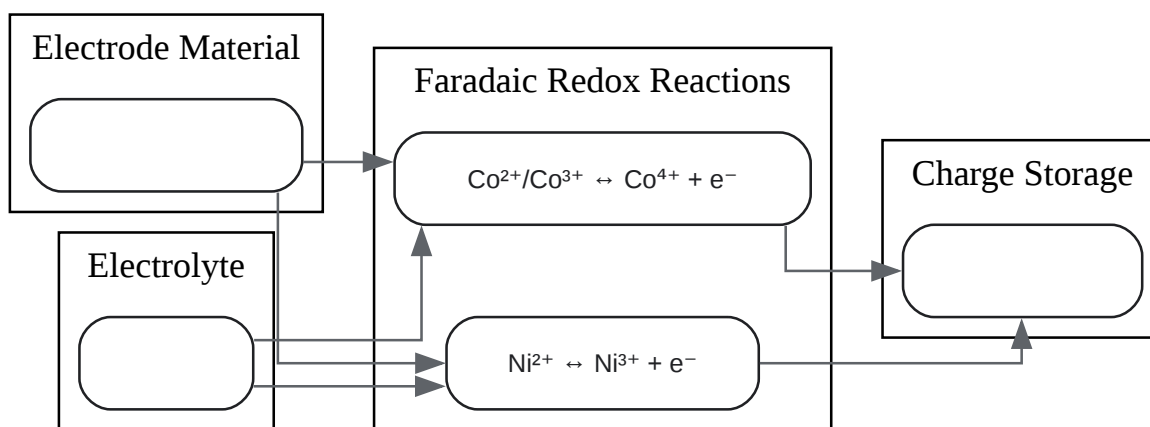 Electrode Material
Faradaic Redox Reactions
Co²⁺/Co³⁺ ↔ Co⁴⁺ + e⁻
Charge Storage
Electrolyte
Ni²⁺ ↔ Ni³⁺ + e⁻